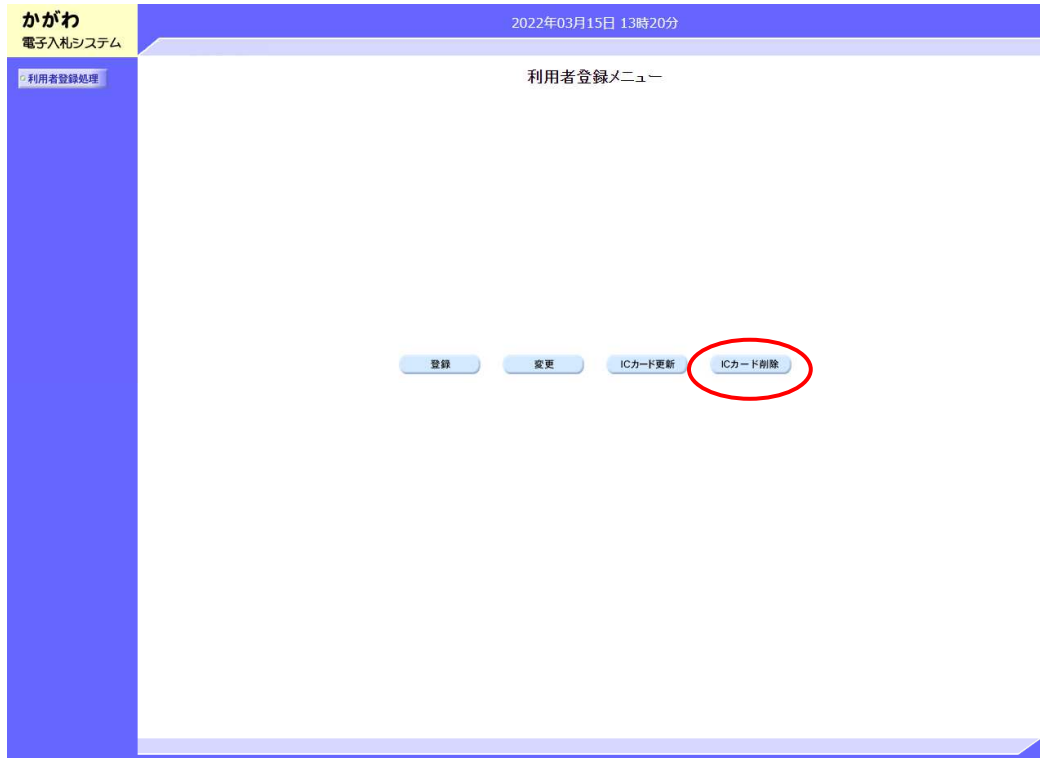 かがわ
電子入札システム
2022年03月15日 13時20分
利用者登録処理
利用者登録メニュー
登録
変更
ICカード更新
ICカード削除